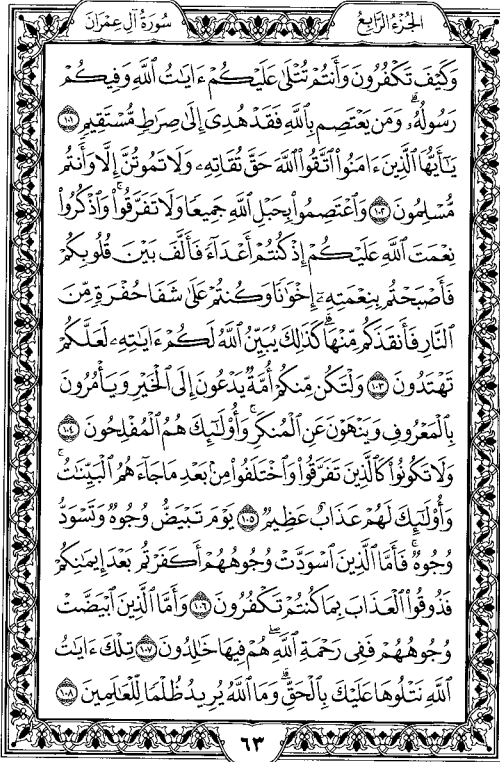 الجُزْءُ الرَّابِعُ
سُورَةُ آلِ عِمْرَانَ
وَكَيْفَ تَكْفُرُونَ وَأَنتُمْ تُتْلَىٰ عَلَيْكُمْ ءَايَـٰتُ ٱللَّهِ وَفِيكُمْ
رَسُولُهُۥۗ وَمَن يَعْتَصِم بِٱللَّهِ فَقَدْ هُدِىَ إِلَىٰ صِرَٰطٍ مُّسْتَقِيمٍ ١٠١
يَـٰٓأَيُّهَا ٱلَّذِينَ ءَامَنُوا۟ ٱتَّقُوا۟ ٱللَّهَ حَقَّ تُقَاتِهِۦ وَلَا تَمُوتُنَّ إِلَّا وَأَنتُم
مُّسْلِمُونَ ١٠٢ وَٱعْتَصِمُوا۟ بِحَبْلِ ٱللَّهِ جَمِيعًا وَلَا تَفَرَّقُوا۟ۚ وَٱذْكُرُوا۟
نِعْمَتَ ٱللَّهِ عَلَيْكُمْ إِذْ كُنتُمْ أَعْدَآءً فَأَلَّفَ بَيْنَ قُلُوبِكُمْ
فَأَصْبَحْتُم بِنِعْمَتِهِۦٓ إِخْوَٰنًا وَكُنتُمْ عَلَىٰ شَفَا حُفْرَةٍ مِّنَ
ٱلنَّارِ فَأَنقَذَكُم مِّنْهَاۗ كَذَٰلِكَ يُبَيِّنُ ٱللَّهُ لَكُمْ ءَايَـٰتِهِۦ لَعَلَّكُمْ
تَهْتَدُونَ ١٠٣ وَلْتَكُن مِّنكُمْ أُمَّةٌ يَدْعُونَ إِلَى ٱلْخَيْرِ وَيَأْمُرُونَ
بِٱلْمَعْرُوفِ وَيَنْهَوْنَ عَنِ ٱلْمُنكَرِۚ وَأُو۟لَـٰٓئِكَ هُمُ ٱلْمُفْلِحُونَ ١٠٤
وَلَا تَكُونُوا۟ كَٱلَّذِينَ تَفَرَّقُوا۟ وَٱخْتَلَفُوا۟ مِنۢ بَعْدِ مَا جَآءَهُمُ ٱلْبَيِّنَـٰتُۚ
وَأُو۟لَـٰٓئِكَ لَهُمْ عَذَابٌ عَظِيمٌ ١٠٥ يَوْمَ تَبْيَضُّ وُجُوهٌ وَتَسْوَدُّ
وُجُوهٌۚ فَأَمَّا ٱلَّذِينَ ٱسْوَدَّتْ وُجُوهُهُمْ أَكَفَرْتُم بَعْدَ إِيمَـٰنِكُمْ
فَذُوقُوا۟ ٱلْعَذَابَ بِمَا كُنتُمْ تَكْفُرُونَ ١٠٦ وَأَمَّا ٱلَّذِينَ ٱبْيَضَّتْ
وُجُوهُهُمْ فَفِى رَحْمَةِ ٱللَّهِۖ هُمْ فِيهَا خَـٰلِدُونَ ١٠٧ تِلْكَ ءَايَـٰتُ
ٱللَّهِ نَتْلُوهَا عَلَيْكَ بِٱلْحَقِّۗ وَمَا ٱللَّهُ يُرِيدُ ظُلْمًا لِّلْعَـٰلَمِينَ ١٠٨
٦٣